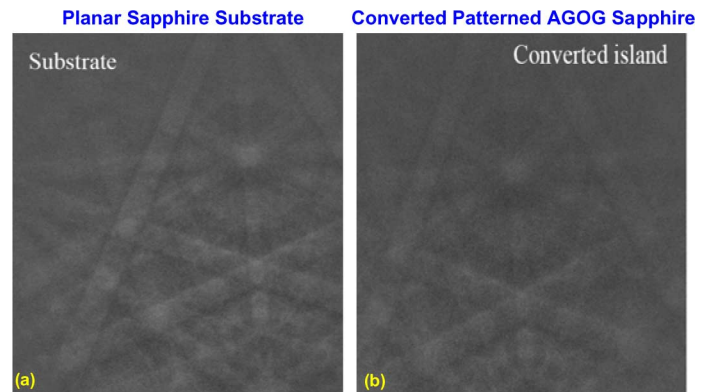 Planar Sapphire Substrate
Converted Patterned AGOG Sapphire
Substrate
Converted island
(a)
(b)